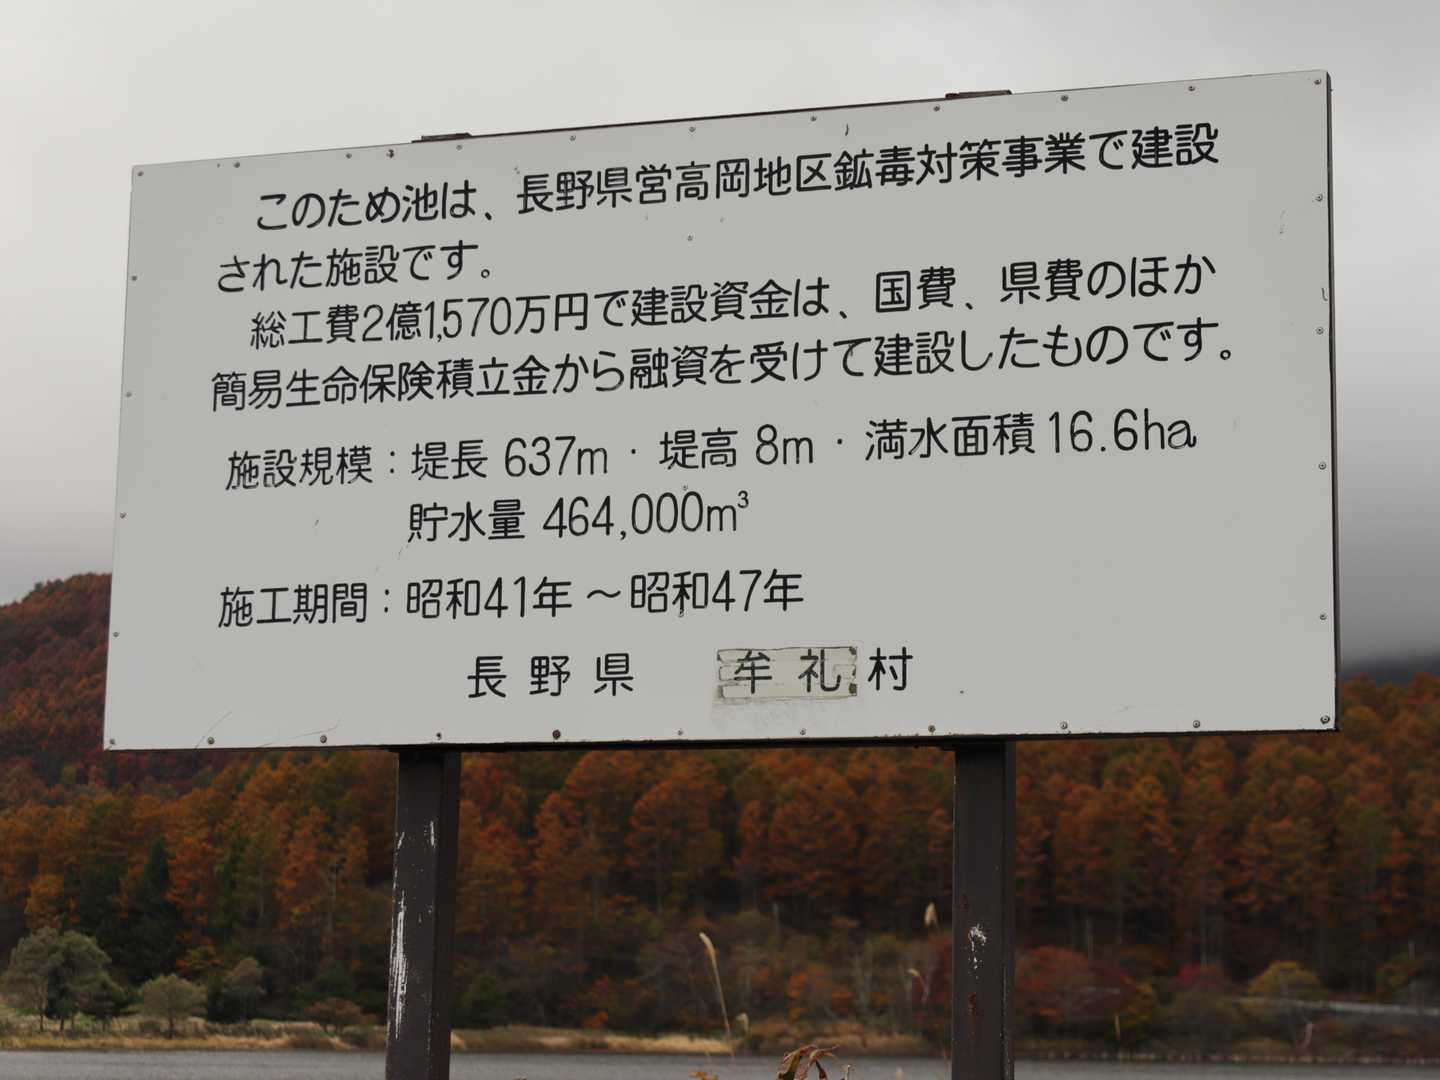 このため池は、長野県営高岡地区鉱毒対策事業で建設
された施設です。
総工費2億1,570万円で建設資金は、国費、県費のほか
簡易生命保険積立金から融資を受けて建設したものです。
施設規模：堤長 637m・堤高 8m・満水面積 16.6ha
貯水量 464,000m³
施工期間：昭和41年～昭和47年
長野県 牟礼村